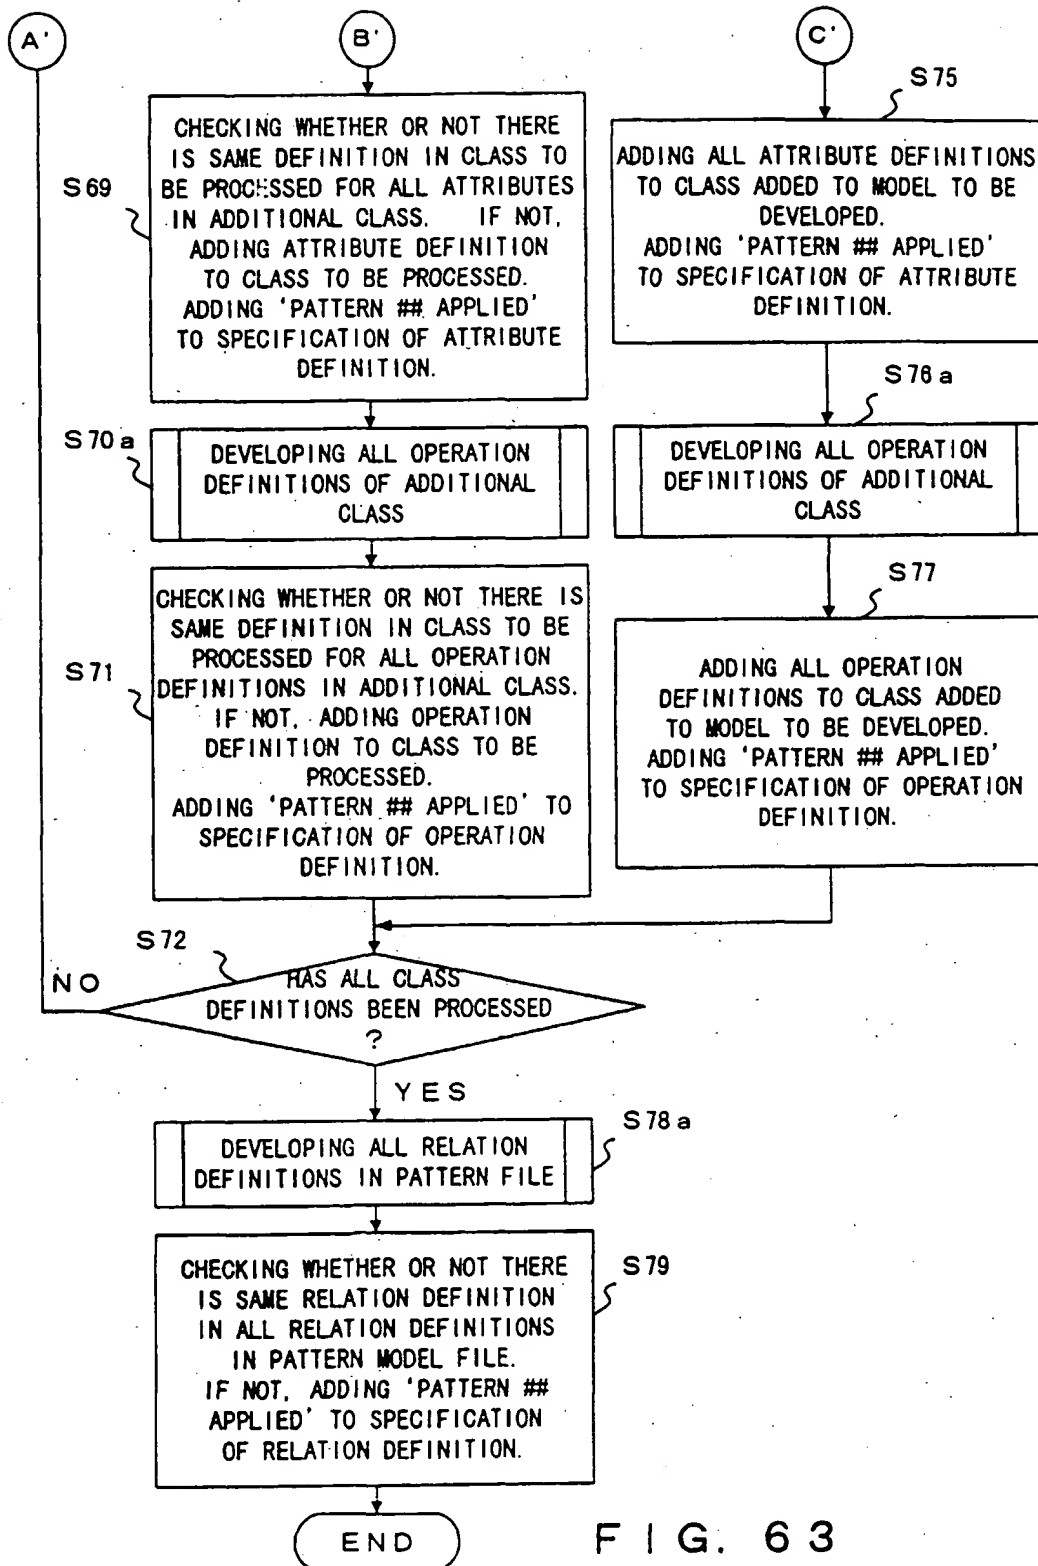 A'
B'
C'
S75
CHECKING WHETHER OR NOT THERE
IS SAME DEFINITION IN CLASS TO
BE PROCESSED FOR ALL ATTRIBUTES
IN ADDITIONAL CLASS. IF NOT,
ADDING ATTRIBUTE DEFINITION
TO CLASS TO BE PROCESSED.
ADDING 'PATTERN ## APPLIED'
TO SPECIFICATION OF ATTRIBUTE
DEFINITION.
S69
ADDING ALL ATTRIBUTE DEFINITIONS
TO CLASS ADDED TO MODEL TO BE
DEVELOPED.
ADDING 'PATTERN ## APPLIED'
TO SPECIFICATION OF ATTRIBUTE
DEFINITION.
S70a
DEVELOPING ALL OPERATION
DEFINITIONS OF ADDITIONAL
CLASS
S76a
DEVELOPING ALL OPERATION
DEFINITIONS OF ADDITIONAL
CLASS
S71
CHECKING WHETHER OR NOT THERE IS
SAME DEFINITION IN CLASS TO BE
PROCESSED FOR ALL OPERATION
DEFINITIONS IN ADDITIONAL CLASS.
IF NOT, ADDING OPERATION
DEFINITION TO CLASS TO BE
PROCESSED.
ADDING 'PATTERN ## APPLIED' TO
SPECIFICATION OF OPERATION
DEFINITION.
S77
ADDING ALL OPERATION
DEFINITIONS TO CLASS ADDED
TO MODEL TO BE DEVELOPED.
ADDING 'PATTERN ## APPLIED'
TO SPECIFICATION OF OPERATION
DEFINITION.
S72
NO
HAS ALL CLASS
DEFINITIONS BEEN PROCESSED
?
YES
S78a
DEVELOPING ALL RELATION
DEFINITIONS IN PATTERN FILE
S79
CHECKING WHETHER OR NOT THERE
IS SAME RELATION DEFINITION
IN ALL RELATION DEFINITIONS
IN PATTERN MODEL FILE.
IF NOT, ADDING 'PATTERN ##
APPLIED' TO SPECIFICATION
OF RELATION DEFINITION.
END
FIG. 63